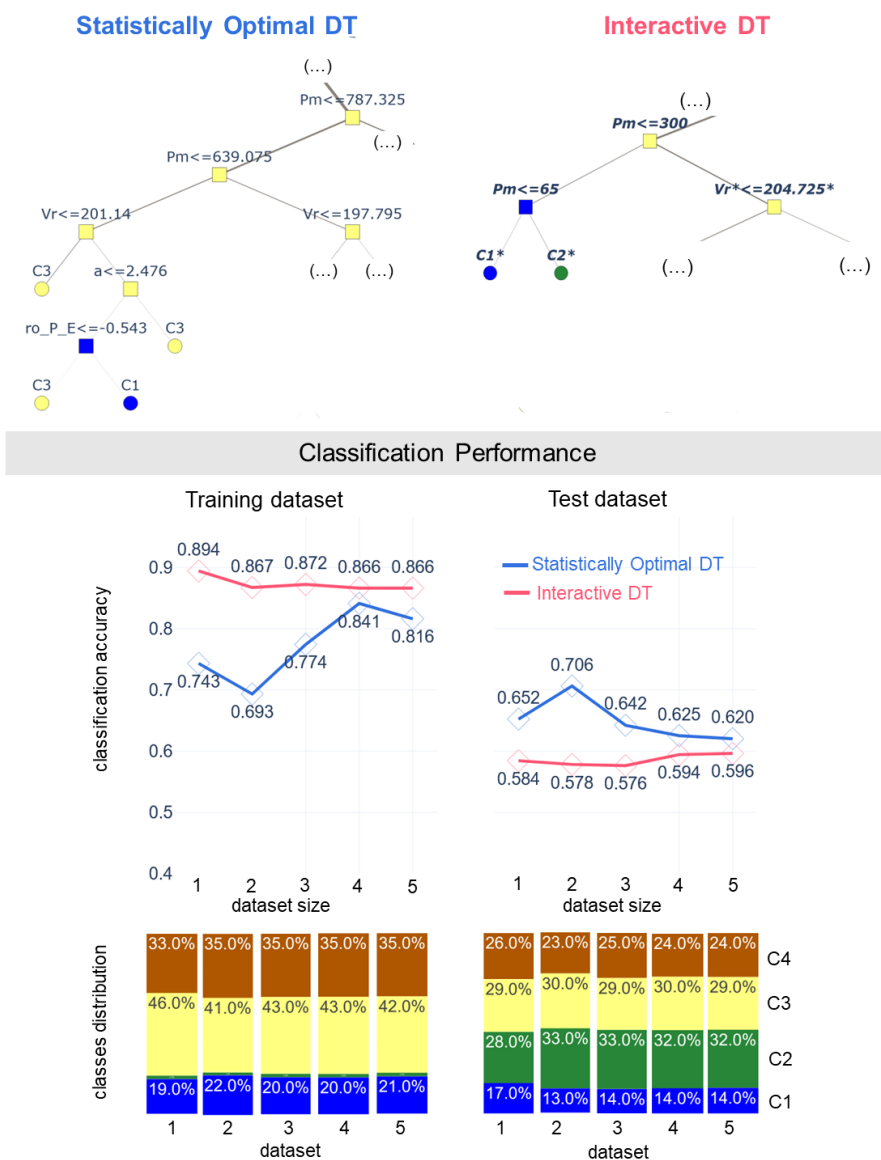 Statistically Optimal DT
Interactive DT
(...)
Pm<=787.325
(...)
Pm<=639.075
Vr<=201.14
Vr<=197.795
C3
a<=2.476
(...)
(...)
ro_P_E<=-0.543
C3
C3
C1
(...)
Pm<=300
Pm<=65
Vr*<=204.725*
C1*
C2*
(...)
(...)
Classification Performance
Training dataset
Test dataset
classification accuracy
0.9
0.8
0.7
0.6
0.5
0.4
0.894
0.867
0.872
0.866
0.866
0.743
0.693
0.774
0.841
0.816
1
2
3
4
5
dataset size
Statistically Optimal DT
Interactive DT
0.652
0.706
0.642
0.625
0.620
0.584
0.578
0.576
0.594
0.596
1
2
3
4
5
dataset size
classes distribution
33.0% 35.0% 35.0% 35.0% 35.0%
46.0% 41.0% 43.0% 43.0% 42.0%
19.0% 22.0% 20.0% 20.0% 21.0%
1 2 3 4 5
dataset
26.0% 23.0% 25.0% 24.0% 24.0% C4
29.0% 30.0% 29.0% 30.0% 29.0% C3
28.0% 33.0% 33.0% 32.0% 32.0% C2
17.0% 13.0% 14.0% 14.0% 14.0% C1
1 2 3 4 5
dataset